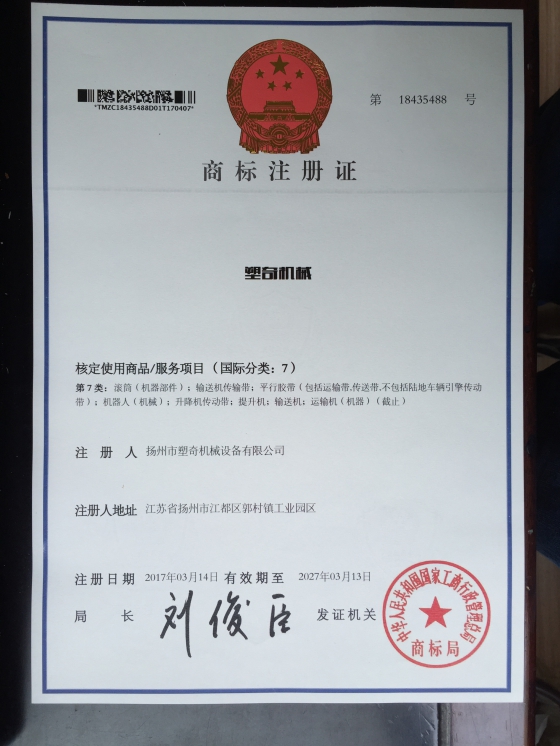 *TMZC18435488D01T170407*
第 18435488 号
商标注册证
塑奇机械
核定使用商品/服务项目（国际分类：7）
第7类：滚筒（机器部件）；输送机传输带；平行胶带（包括运输带,传送带,不包括陆地车辆引擎传动
带）；机器人（机械）；升降机传动带；提升机；输送机；运输机（机器）（截止）
注册人 扬州市塑奇机械设备有限公司
注册人地址 江苏省扬州市江都区郭村镇工业园区
注册日期 2017年03月14日 有效期至 2027年03月13日
局长 刘俊臣 发证机关
中华人民共和国国家工商行政管理总局
商标局